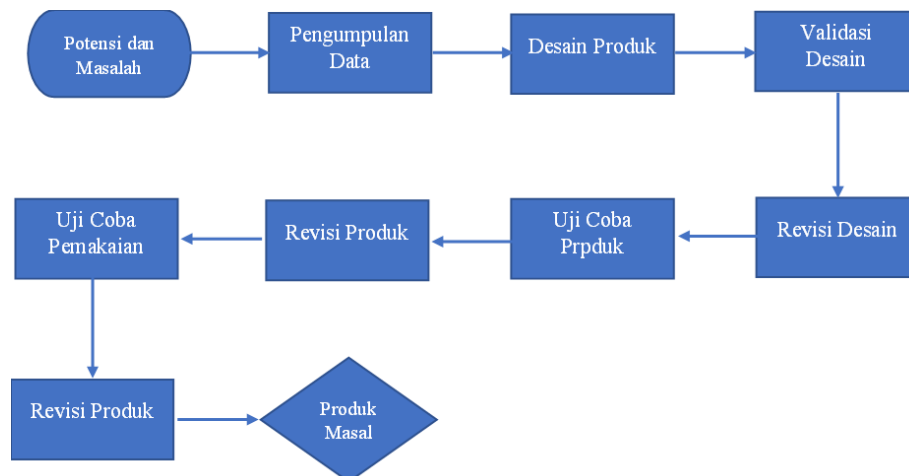 Potensi dan
Masalah
Pengumpulan
Data
Desain Produk
Validasi
Desain
Revisi Desain
Uji Coba
Prpduk
Revisi Produk
Uji Coba
Pemakaian
Revisi Produk
Produk
Masal